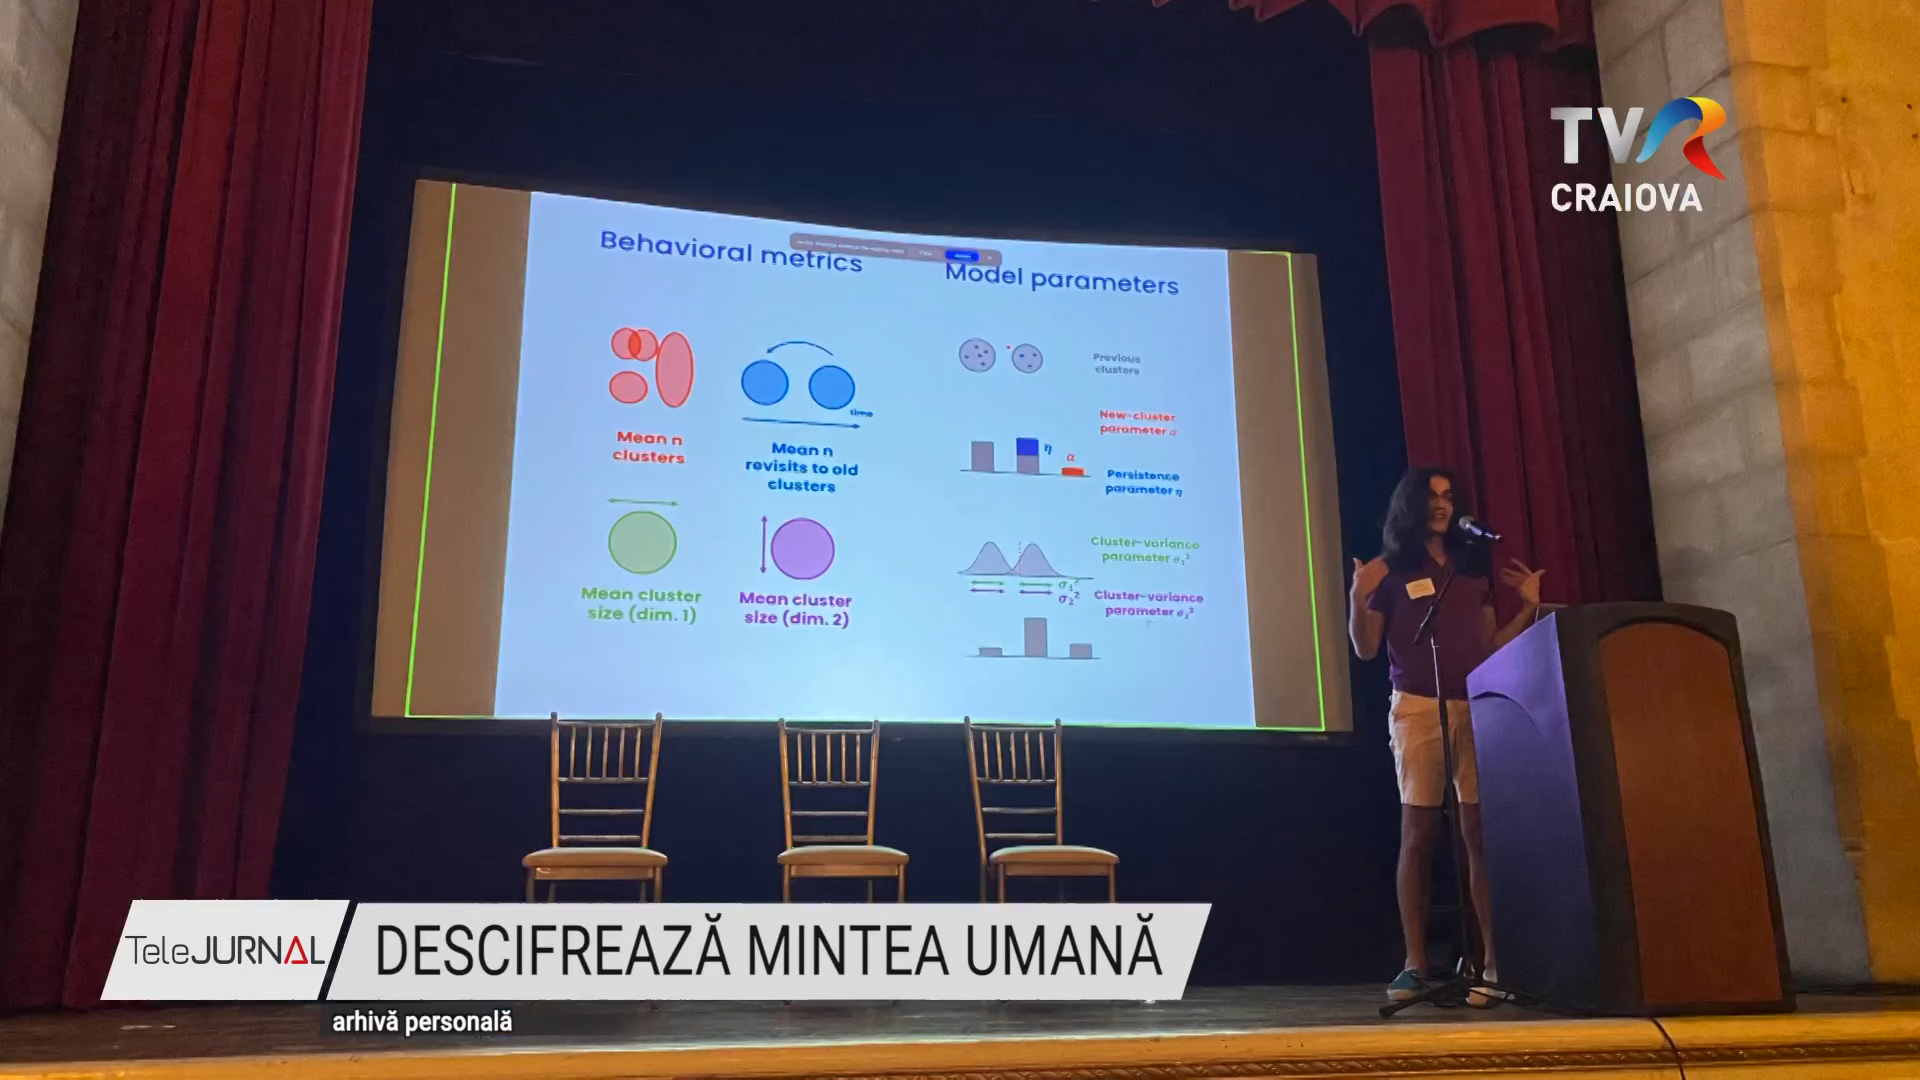 TVR
CRAIOVA
Behavioral metrics
Model parameters
Mean n
clusters
time
Mean n
revisits to old
clusters
Mean cluster
size (dim. 1)
Mean cluster
size (dim. 2)
Previous
clusters
New-cluster
parameter α
η
α
Persistence
parameter η
Cluster-variance
parameter σ₁²
σ₁²
σ₂²
Cluster-variance
parameter σ₂²
TeleJURNAL
DESCIFREAZĂ MINTEA UMANĂ
arhivă personală